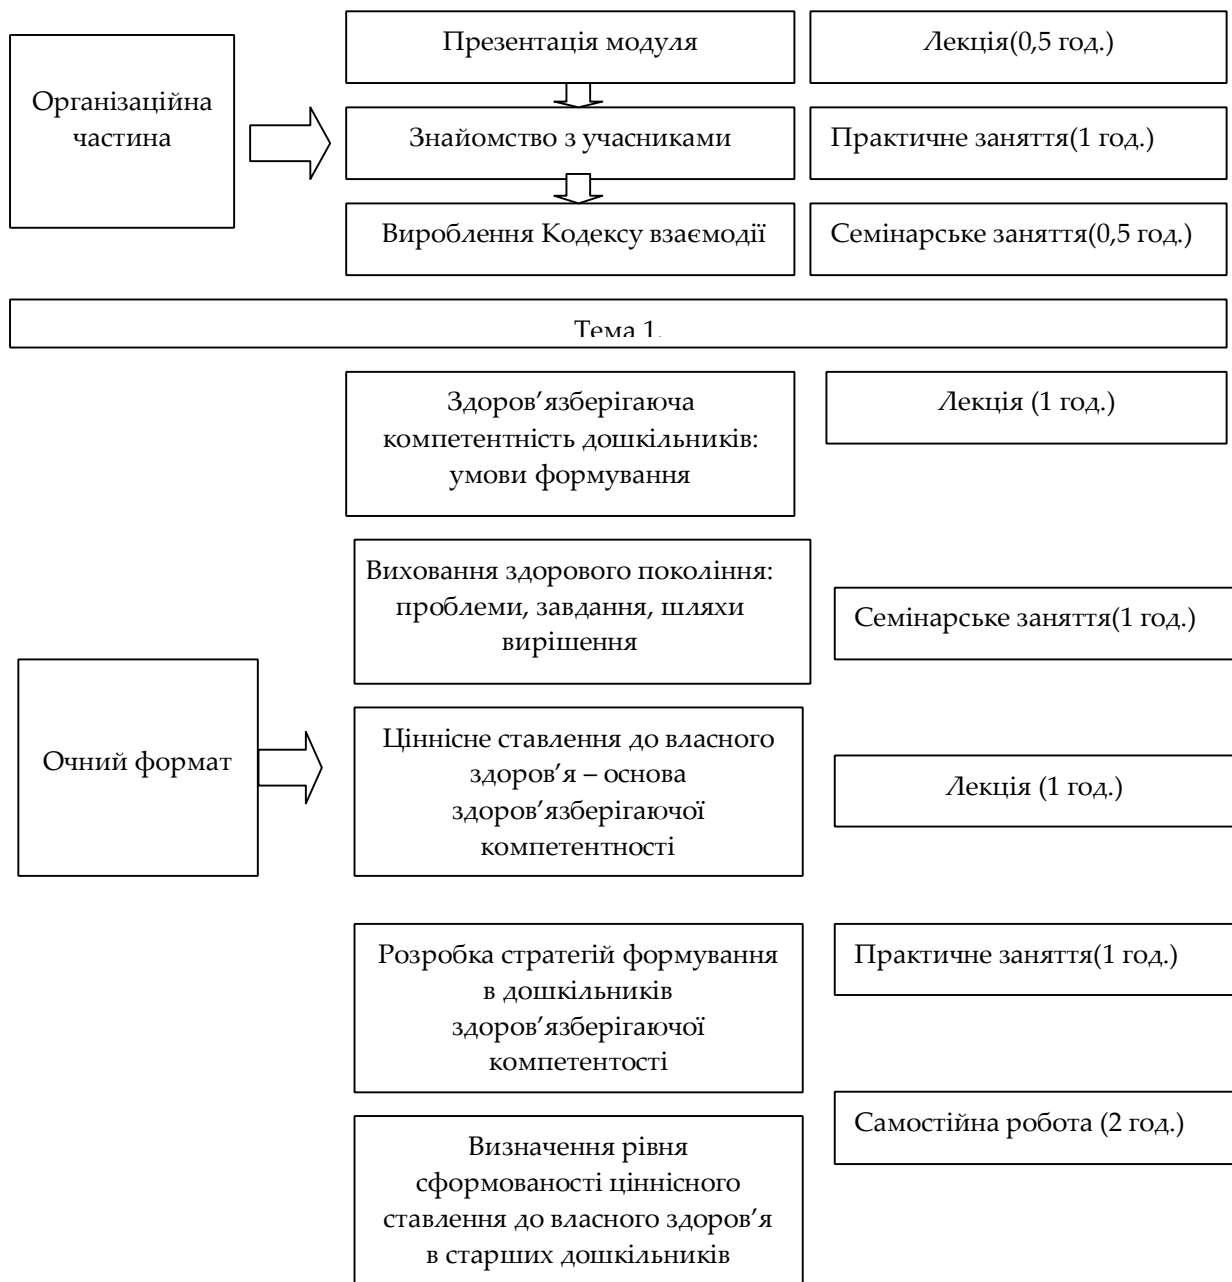 Організаційна
частина
Презентація модуля
Лекція(0,5 год.)
Знайомство з учасниками
Практичне заняття(1 год.)
Вироблення Кодексу взаємодії
Семінарське заняття(0,5 год.)
Тема 1.
Очний формат
Здоров’язберігаюча
компетентність дошкільників:
умови формування
Лекція (1 год.)
Виховання здорового покоління:
проблеми, завдання, шляхи
вирішення
Семінарське заняття(1 год.)
Ціннісне ставлення до власного
здоров’я – основа
здоров’язберігаючої
компетентності
Лекція (1 год.)
Розробка стратегій формування
в дошкільників
здоров’язберігаючої
компетентості
Практичне заняття(1 год.)
Визначення рівня
сформованості ціннісного
ставлення до власного здоров’я
в старших дошкільників
Самостійна робота (2 год.)